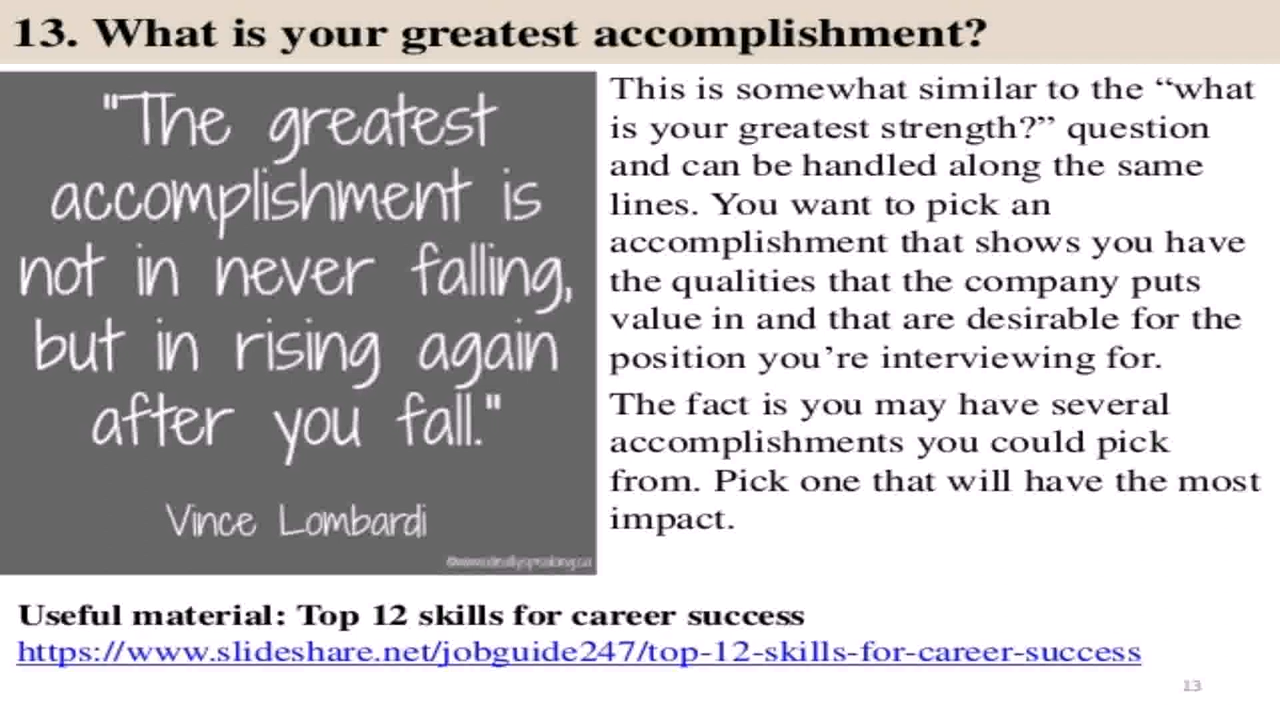 13. What is your greatest accomplishment?
"The greatest
accomplishment is
not in never falling,
but in rising again
after you fall."
Vince Lombardi
This is somewhat similar to the “what
is your greatest strength?” question
and can be handled along the same
lines. You want to pick an
accomplishment that shows you have
the qualities that the company puts
value in and that are desirable for the
position you’re interviewing for.
The fact is you may have several
accomplishments you could pick
from. Pick one that will have the most
impact.
Useful material: Top 12 skills for career success
https://www.slideshare.net/jobguide247/top-12-skills-for-career-success
13